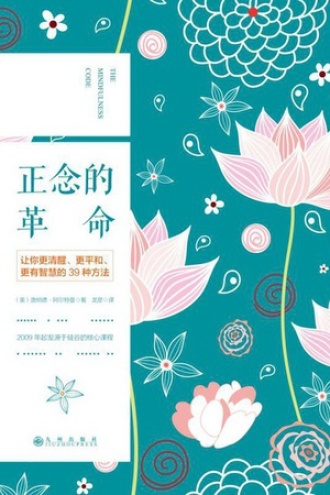 THE
MINDFULNESS
CODE
正念的
革命
让你更清醒、更平和、
更有智慧的 39 种方法
2009 年起发源于硅谷的核心课程
九州出版社
JIUZHOUPRESS